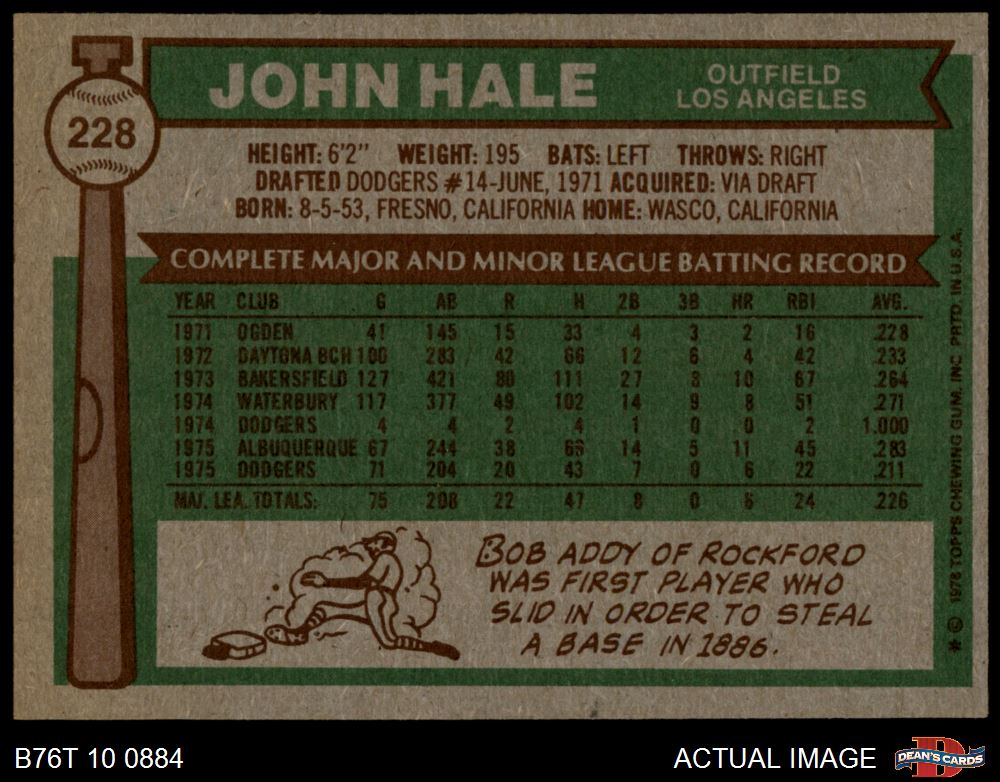 228
JOHN HALE
OUTFIELD
LOS ANGELES
HEIGHT: 6'2" WEIGHT: 195 BATS: LEFT THROWS: RIGHT
DRAFTED DODGERS #14-JUNE, 1971 ACQUIRED: VIA DRAFT
BORN: 8-5-53, FRESNO, CALIFORNIA HOME: WASCO, CALIFORNIA
COMPLETE MAJOR AND MINOR LEAGUE BATTING RECORD
YEAR CLUB G AB R H 2B 3B HR RBI AVG.
1971 OGDEN 41 145 15 33 4 3 2 16 .228
1972 DAYTONA BCH 100 283 42 66 12 6 4 42 .233
1973 BAKERSFIELD 127 421 80 111 27 8 10 67 .264
1974 WATERBURY 117 377 49 102 14 9 8 51 .271
1974 DODGERS 4 4 2 4 1 0 0 2 1.000
1975 ALBUQUERQUE 67 244 38 69 14 5 11 45 .283
1975 DODGERS 71 204 20 43 7 0 6 22 .211
MAJ. LEA. TOTALS: 75 208 22 47 8 0 6 24 .226
BOB ADDY OF ROCKFORD
WAS FIRST PLAYER WHO
SLID IN ORDER TO STEAL
A BASE IN 1886.
* © 1976 TOPPS CHEWING GUM, INC. PRTD. IN U.S.A.
B76T 10 0884
ACTUAL IMAGE
D
DEAN'S CARDS